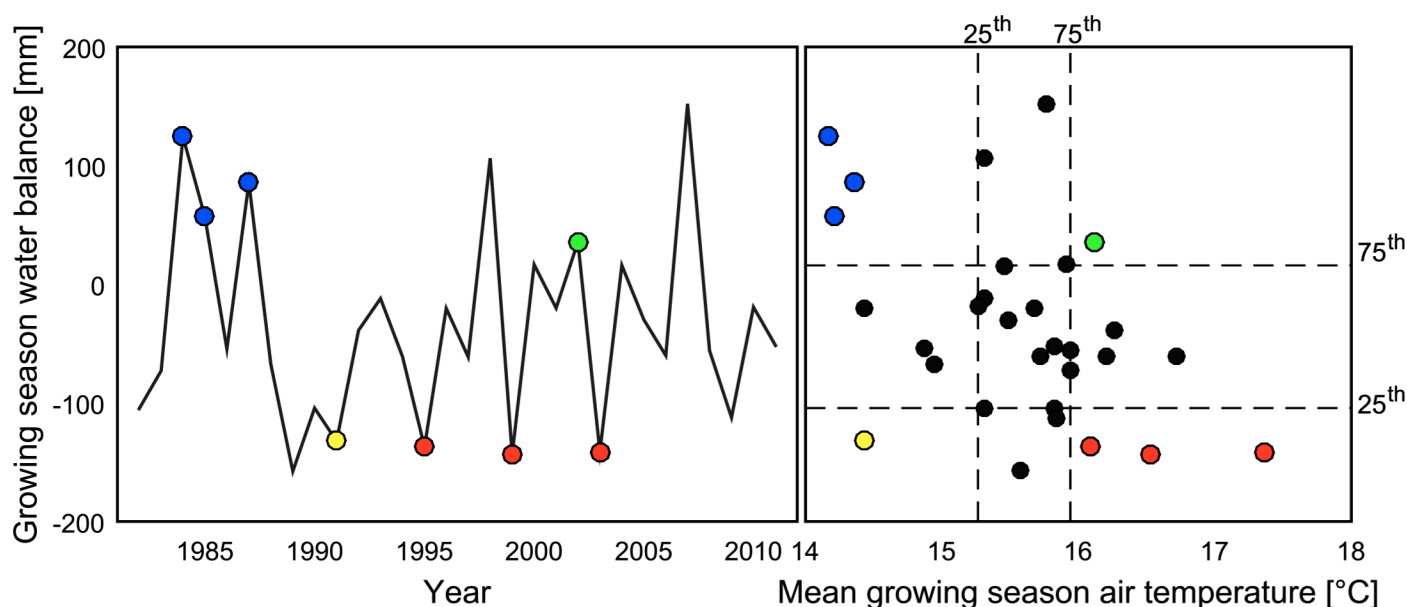 25th 75th
Growing season water balance [mm]
200
100
0
-100
-200
75th
25th
1985 1990 1995 2000 2005 2010 14 15 16 17 18
Year
Mean growing season air temperature [°C]